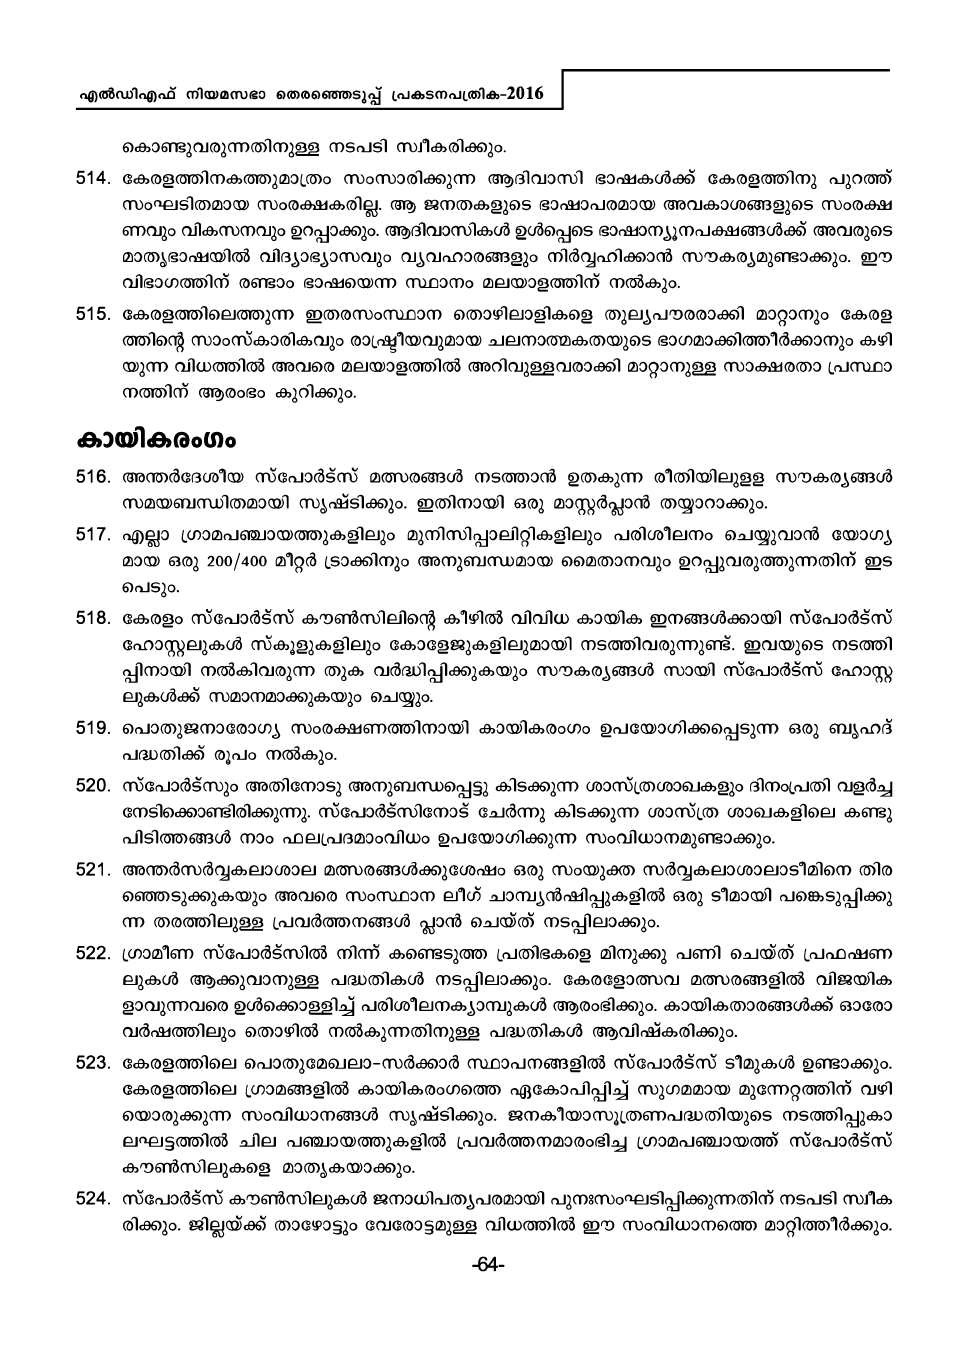 എൽഡിഎഫ് നിയമസഭാ തെരഞ്ഞെടുപ്പ് പ്രകടനപത്രിക-2016
കൊണ്ടുവരുന്നതിനുള്ള നടപടി സ്വീകരിക്കും.
514. കേരളത്തിനകത്തുമാത്രം സംസാരിക്കുന്ന ആദിവാസി ഭാഷകൾക്ക് കേരളത്തിനു പുറത്ത്
സംഘടിതമായ സംരക്ഷകരില്ല. ആ ജനതകളുടെ ഭാഷാപരമായ അവകാശങ്ങളുടെ സംരക്ഷ
ണവും വികസനവും ഉറപ്പാക്കും. ആദിവാസികൾ ഉൾപ്പെടെ ഭാഷാന്യൂനപക്ഷങ്ങൾക്ക് അവരുടെ
മാതൃഭാഷയിൽ വിദ്യാഭ്യാസവും വ്യവഹാരങ്ങളും നിർവ്വഹിക്കാൻ സൗകര്യമുണ്ടാക്കും. ഈ
വിഭാഗത്തിന് രണ്ടാം ഭാഷയെന്ന സ്ഥാനം മലയാളത്തിന് നൽകും.
515. കേരളത്തിലെത്തുന്ന ഇതരസംസ്ഥാന തൊഴിലാളികളെ തുല്യപൗരരാക്കി മാറ്റാനും കേരള
ത്തിന്റെ സാംസ്കാരികവും രാഷ്ട്രീയവുമായ ചലനാത്മകതയുടെ ഭാഗമാക്കിത്തീർക്കാനും കഴി
യുന്ന വിധത്തിൽ അവരെ മലയാളത്തിൽ അറിവുള്ളവരാക്കി മാറ്റാനുള്ള സാക്ഷരതാ പ്രസ്ഥാ
നത്തിന് ആരംഭം കുറിക്കും.
കായികരംഗം
516. അന്തർദേശീയ സ്പോർട്സ് മത്സരങ്ങൾ നടത്താൻ ഉതകുന്ന രീതിയിലുളള സൗകര്യങ്ങൾ
സമയബന്ധിതമായി സൃഷ്ടിക്കും. ഇതിനായി ഒരു മാസ്റ്റർപ്ലാൻ തയ്യാറാക്കും.
517. എല്ലാ ഗ്രാമപഞ്ചായത്തുകളിലും മുനിസിപ്പാലിറ്റികളിലും പരിശീലനം ചെയ്യുവാൻ യോഗ്യ
മായ ഒരു 200/400 മീറ്റർ ട്രാക്കിനും അനുബന്ധമായ മൈതാനവും ഉറപ്പുവരുത്തുന്നതിന് ഇട
പെടും.
518. കേരളം സ്പോർട്സ് കൗൺസിലിന്റെ കീഴിൽ വിവിധ കായിക ഇനങ്ങൾക്കായി സ്പോർട്സ്
ഹോസ്റ്റലുകൾ സ്കൂളുകളിലും കോളേജുകളിലുമായി നടത്തിവരുന്നുണ്ട്. ഇവയുടെ നടത്തി
പ്പിനായി നൽകിവരുന്ന തുക വർദ്ധിപ്പിക്കുകയും സൗകര്യങ്ങൾ സായി സ്പോർട്സ് ഹോസ്റ്റ
ലുകൾക്ക് സമാനമാക്കുകയും ചെയ്യും.
519. പൊതുജനാരോഗ്യ സംരക്ഷണത്തിനായി കായികരംഗം ഉപയോഗിക്കപ്പെടുന്ന ഒരു ബൃഹദ്
പദ്ധതിക്ക് രൂപം നൽകും.
520. സ്പോർട്സും അതിനോടു അനുബന്ധപ്പെട്ടു കിടക്കുന്ന ശാസ്ത്രശാഖകളും ദിനംപ്രതി വളർച്ച
നേടിക്കൊണ്ടിരിക്കുന്നു. സ്പോർട്സിനോട് ചേർന്നു കിടക്കുന്ന ശാസ്ത്ര ശാഖകളിലെ കണ്ടു
പിടിത്തങ്ങൾ നാം ഫലപ്രദമാംവിധം ഉപയോഗിക്കുന്ന സംവിധാനമുണ്ടാക്കും.
521. അന്തർസർവ്വകലാശാല മത്സരങ്ങൾക്കുശേഷം ഒരു സംയുക്ത സർവ്വകലാശാലാടീമിനെ തിര
ഞ്ഞെടുക്കുകയും അവരെ സംസ്ഥാന ലീഗ് ചാമ്പ്യൻഷിപ്പുകളിൽ ഒരു ടീമായി പങ്കെടുപ്പിക്കു
ന്ന തരത്തിലുള്ള പ്രവർത്തനങ്ങൾ പ്ലാൻ ചെയ്ത് നടപ്പിലാക്കും.
522. ഗ്രാമീണ സ്പോർട്സിൽ നിന്ന് കണ്ടെടുത്ത പ്രതിഭകളെ മിനുക്കു പണി ചെയ്ത് പ്രഫഷണ
ലുകൾ ആക്കുവാനുള്ള പദ്ധതികൾ നടപ്പിലാക്കും. കേരളോത്സവ മത്സരങ്ങളിൽ വിജയിക
ളാവുന്നവരെ ഉൾക്കൊള്ളിച്ച് പരിശീലനക്യാമ്പുകൾ ആരംഭിക്കും. കായികതാരങ്ങൾക്ക് ഓരോ
വർഷത്തിലും തൊഴിൽ നൽകുന്നതിനുള്ള പദ്ധതികൾ ആവിഷ്കരിക്കും.
523. കേരളത്തിലെ പൊതുമേഖലാ-സർക്കാർ സ്ഥാപനങ്ങളിൽ സ്പോർട്സ് ടീമുകൾ ഉണ്ടാക്കും.
കേരളത്തിലെ ഗ്രാമങ്ങളിൽ കായികരംഗത്തെ ഏകോപിപ്പിച്ച് സുഗമമായ മുന്നേറ്റത്തിന് വഴി
യൊരുക്കുന്ന സംവിധാനങ്ങൾ സൃഷ്ടിക്കും. ജനകീയാസൂത്രണപദ്ധതിയുടെ നടത്തിപ്പുകാ
ലഘട്ടത്തിൽ ചില പഞ്ചായത്തുകളിൽ പ്രവർത്തനമാരംഭിച്ച ഗ്രാമപഞ്ചായത്ത് സ്പോർട്സ്
കൗൺസിലുകളെ മാതൃകയാക്കും.
524. സ്പോർട്സ് കൗൺസിലുകൾ ജനാധിപത്യപരമായി പുനഃസംഘടിപ്പിക്കുന്നതിന് നടപടി സ്വീക
രിക്കും. ജില്ലയ്ക്ക് താഴോട്ടും വേരോട്ടമുള്ള വിധത്തിൽ ഈ സംവിധാനത്തെ മാറ്റിത്തീർക്കും.
-64-